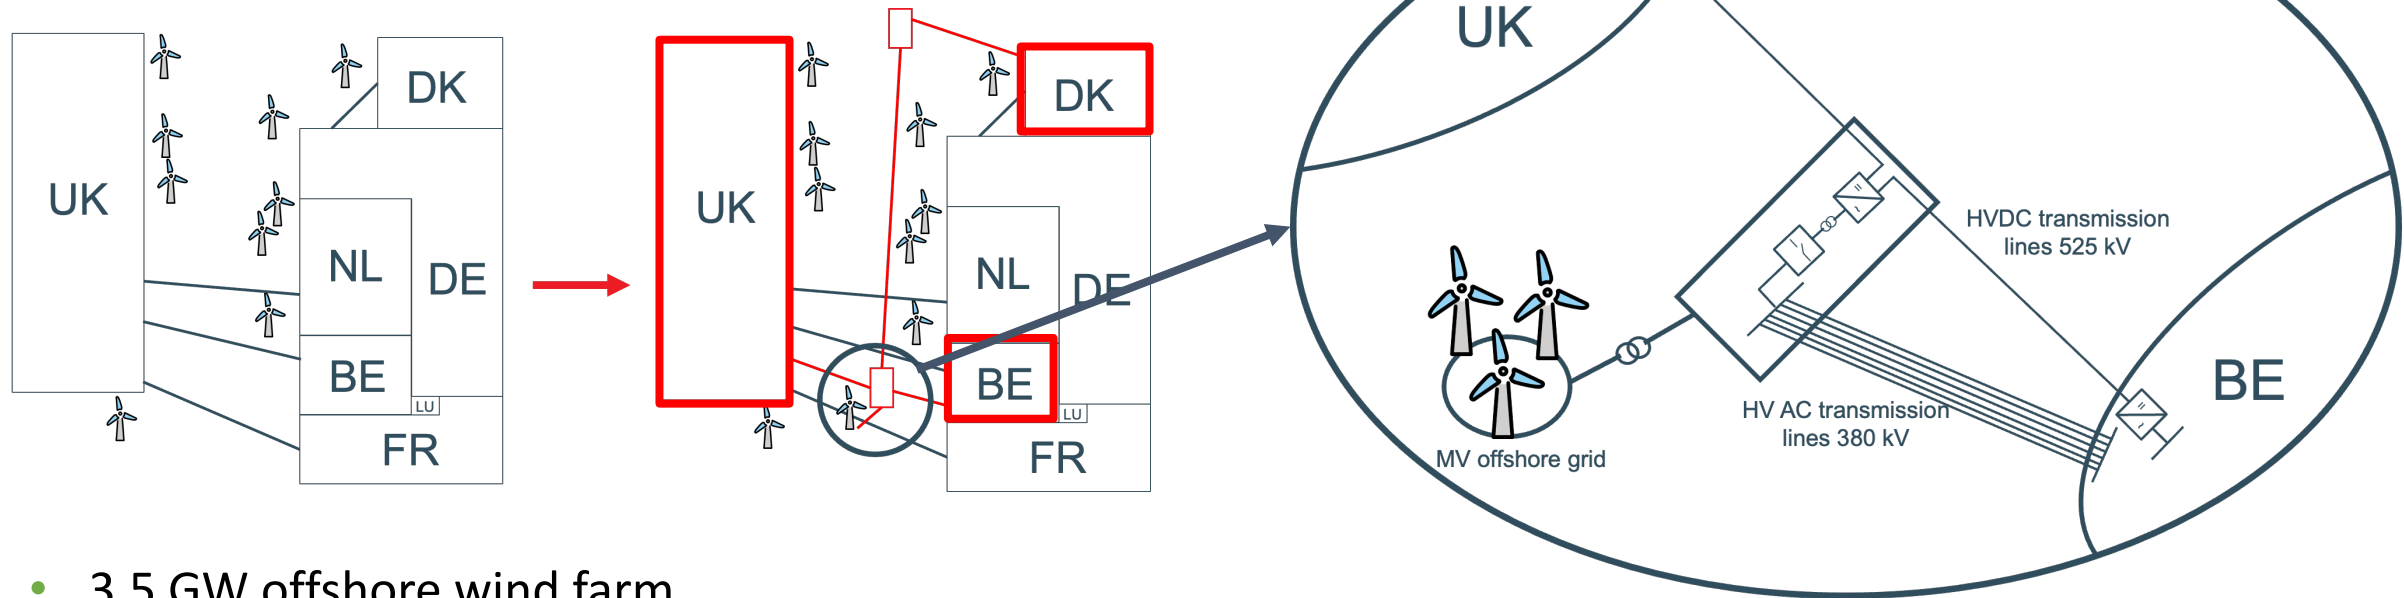 UK
DK
NL
DE
BE
LU
FR
UK
DK
NL
DE
BE
LU
FR
UK
HVDC transmission
lines 525 kV
BE
HV AC transmission
lines 380 kV
MV offshore grid
• 3.5 GW offshore wind farm